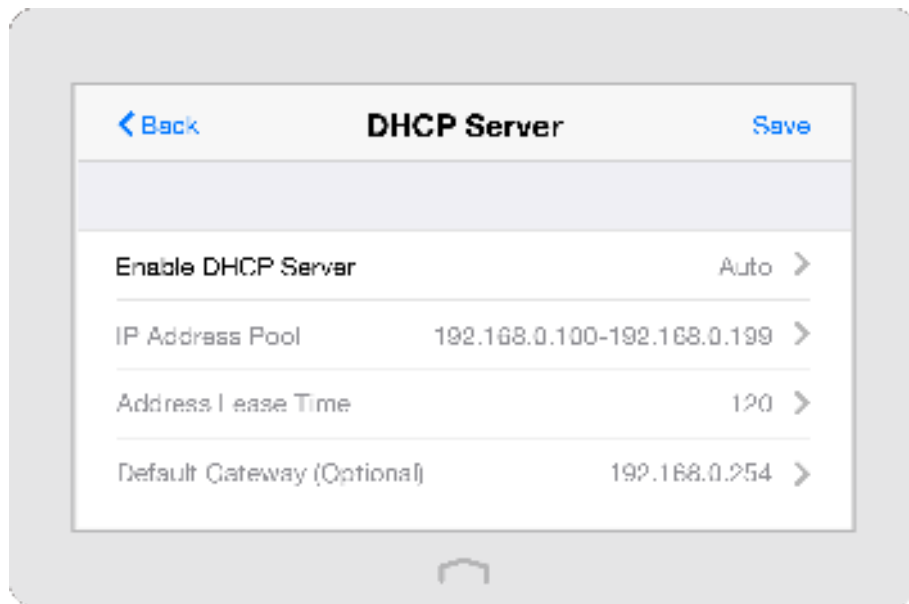 Back DHCP Server Save
Enable DHCP Server Auto
IP Address Pool 192.168.0.100-192.168.0.199
Address Lease Time 120
Default Gateway (Optional) 192.168.0.254